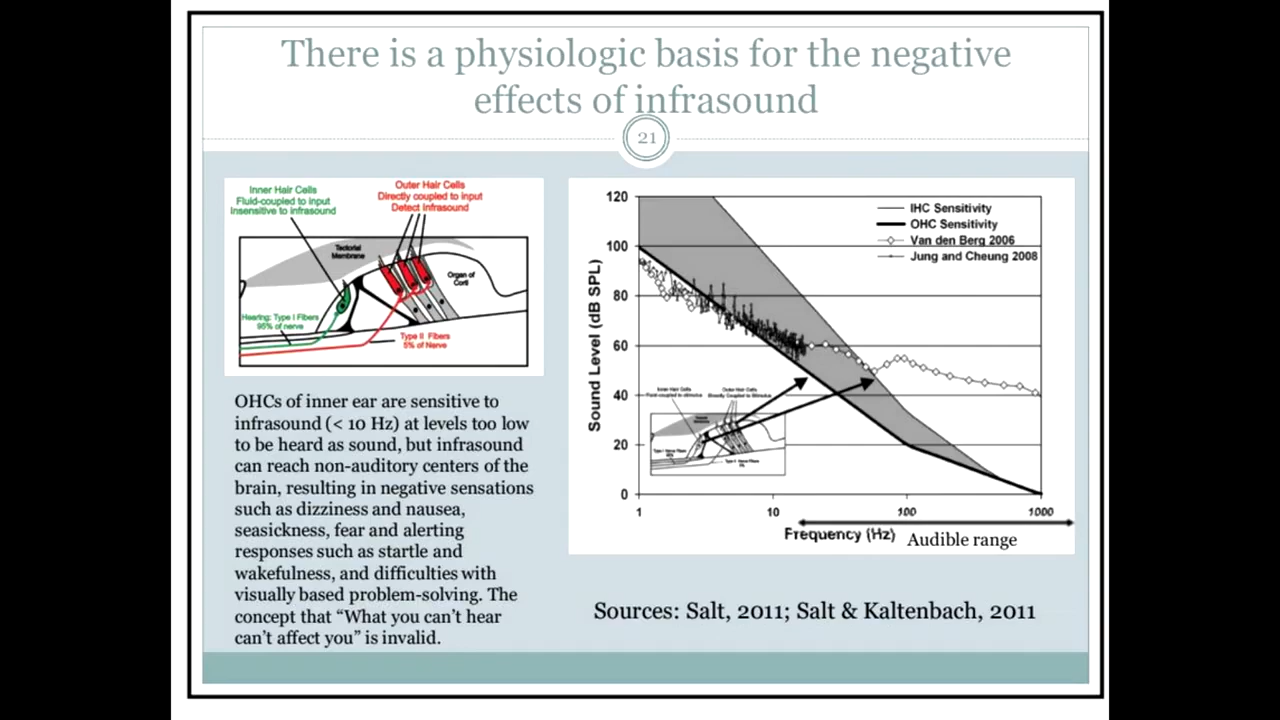 There is a physiologic basis for the negative
effects of infrasound
21
Inner Hair Cells
Fluid-coupled to input
Insensitive to infrasound
Outer Hair Cells
Directly coupled to input
Detect Infrasound
Tectorial
Membrane
Organ of
Corti
Hearing: Type I Fibers
95% of nerve
Type II Fibers
5% of Nerve
OHCs of inner ear are sensitive to
infrasound (< 10 Hz) at levels too low
to be heard as sound, but infrasound
can reach non-auditory centers of the
brain, resulting in negative sensations
such as dizziness and nausea,
seasickness, fear and alerting
responses such as startle and
wakefulness, and difficulties with
visually based problem-solving. The
concept that “What you can’t hear
can’t affect you” is invalid.
Sound Level (dB SPL)
120
100
80
60
40
20
0
IHC Sensitivity
OHC Sensitivity
Van den Berg 2006
Jung and Cheung 2008
Inner Hair Cells
Outer Hair Cells
1
10
100
1000
Frequency (Hz)
Audible range
Sources: Salt, 2011; Salt & Kaltenbach, 2011